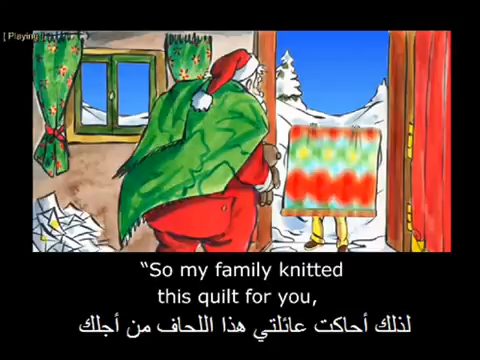 [ Playing ]
“So my family knitted
this quilt for you,
لذلك أحاكت عائلتي هذا اللحاف من أجلك